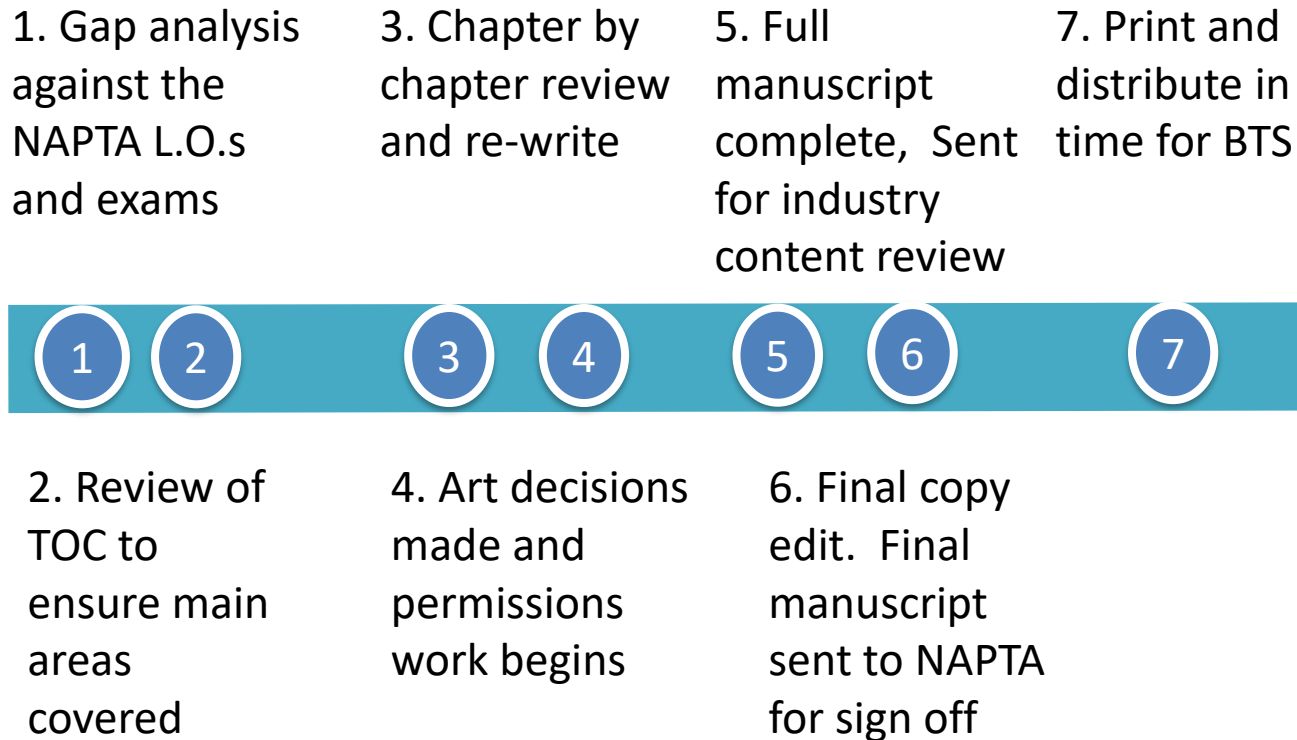 1. Gap analysis
against the
NAPTA L.O.s
and exams
3. Chapter by
chapter review
and re-write
5. Full
manuscript
complete,  Sent
for industry
content review
7. Print and
distribute in
time for BTS
1
2
3
4
5
6
7
2. Review of
TOC to
ensure main
areas
covered
4. Art decisions
made and
permissions
work begins
6. Final copy
edit.  Final
manuscript
sent to NAPTA
for sign off